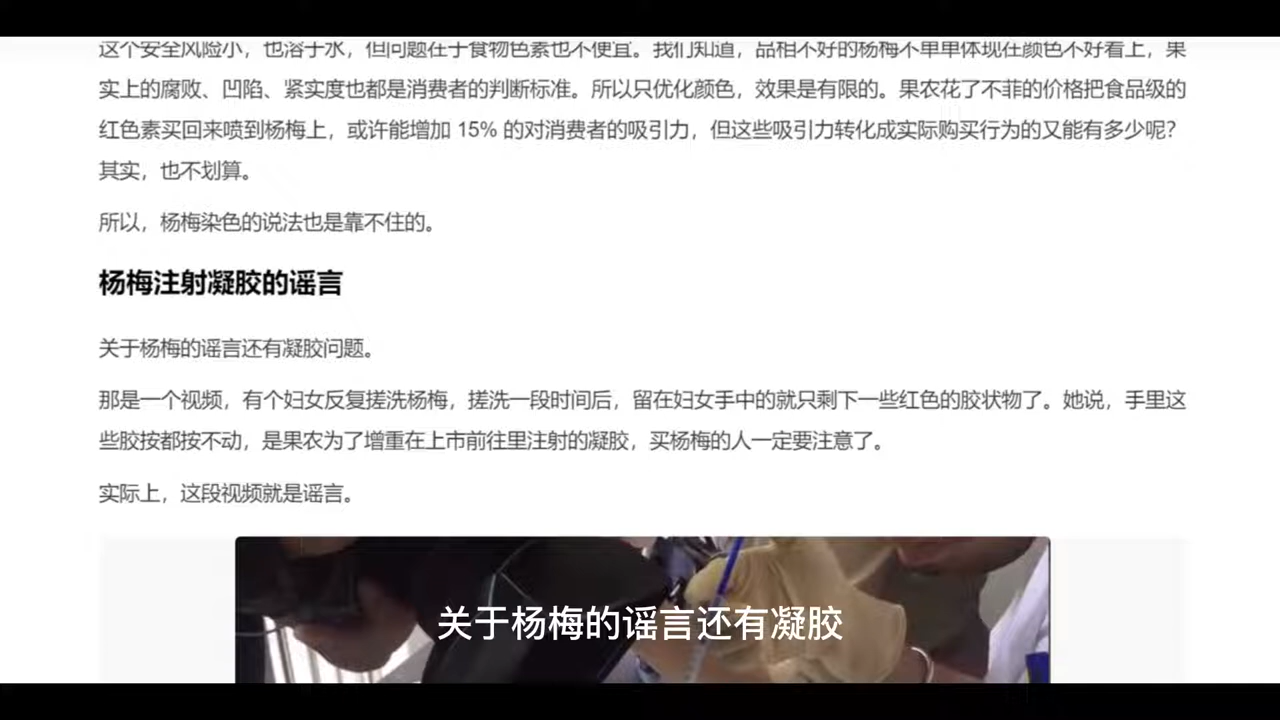 这个安全风险小，也溶于水，但问题在于食物色素也不便宜。我们知道，品相不好的杨梅不单单体现在颜色不好看上，果
实上的腐败、凹陷、紧实度也都是消费者的判断标准。所以只优化颜色，效果是有限的。果农花了不菲的价格把食品级的
红色素买回来喷到杨梅上，或许能增加 15% 的对消费者的吸引力，但这些吸引力转化成实际购买行为的又能有多少呢？
其实，也不划算。
所以，杨梅染色的说法也是靠不住的。
杨梅注射凝胶的谣言
关于杨梅的谣言还有凝胶问题。
那是一个视频，有个妇女反复搓洗杨梅，搓洗一段时间后，留在妇女手中的就只剩下一些红色的胶状物了。她说，手里这
些胶按都按不动，是果农为了增重在上市前往里注射的凝胶，买杨梅的人一定要注意了。
实际上，这段视频就是谣言。
关于杨梅的谣言还有凝胶